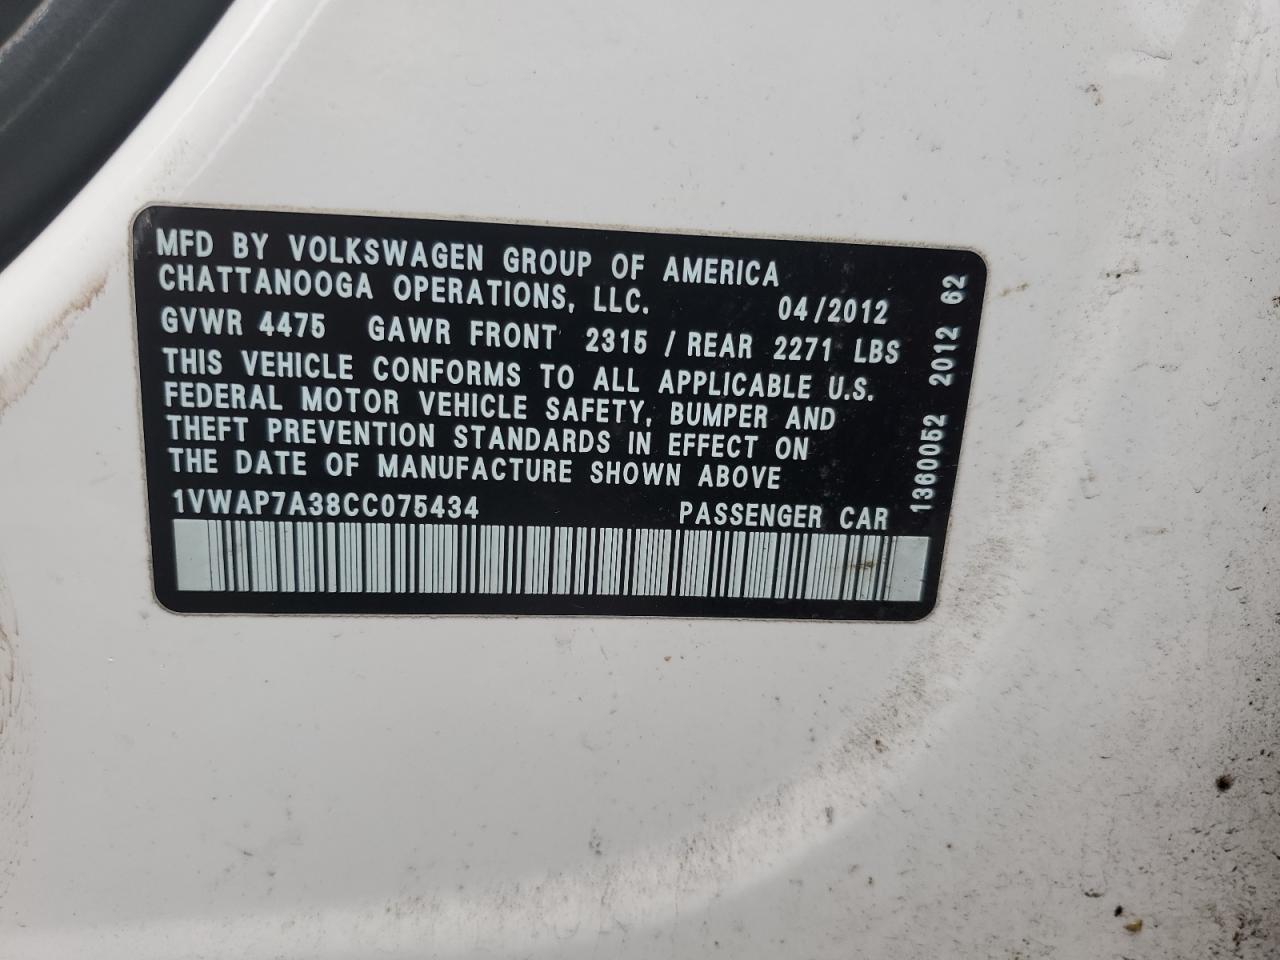 MFD BY VOLKSWAGEN GROUP OF AMERICA
CHATTANOOGA OPERATIONS, LLC. 04/2012
GVWR 4475 GAWR FRONT 2315 / REAR 2271 LBS
THIS VEHICLE CONFORMS TO ALL APPLICABLE U.S.
FEDERAL MOTOR VEHICLE SAFETY, BUMPER AND
THEFT PREVENTION STANDARDS IN EFFECT ON
THE DATE OF MANUFACTURE SHOWN ABOVE
1VWAP7A38CC075434 PASSENGER CAR
1360052 2012 62